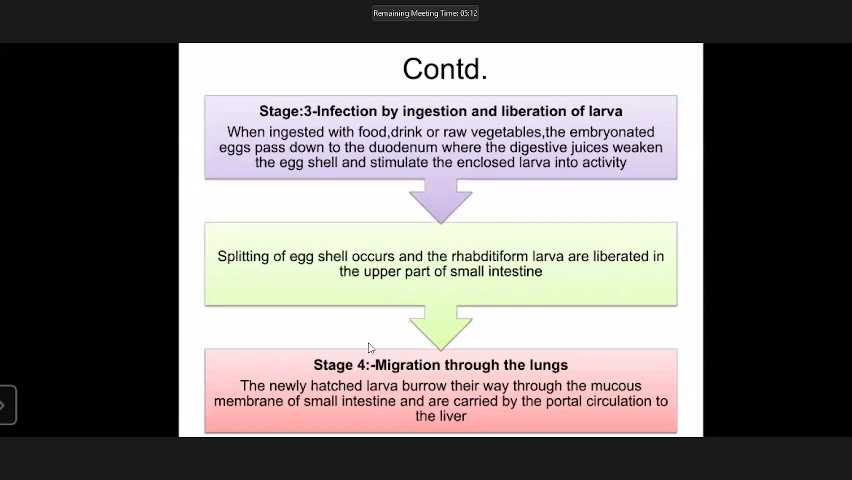 Remaining Meeting Time: 05:12
Contd.
Stage:3-Infection by ingestion and liberation of larva
When ingested with food,drink or raw vegetables,the embryonated
eggs pass down to the duodenum where the digestive juices weaken
the egg shell and stimulate the enclosed larva into activity
Splitting of egg shell occurs and the rhabditiform larva are liberated in
the upper part of small intestine
Stage 4:-Migration through the lungs
The newly hatched larva burrow their way through the mucous
membrane of small intestine and are carried by the portal circulation to
the liver